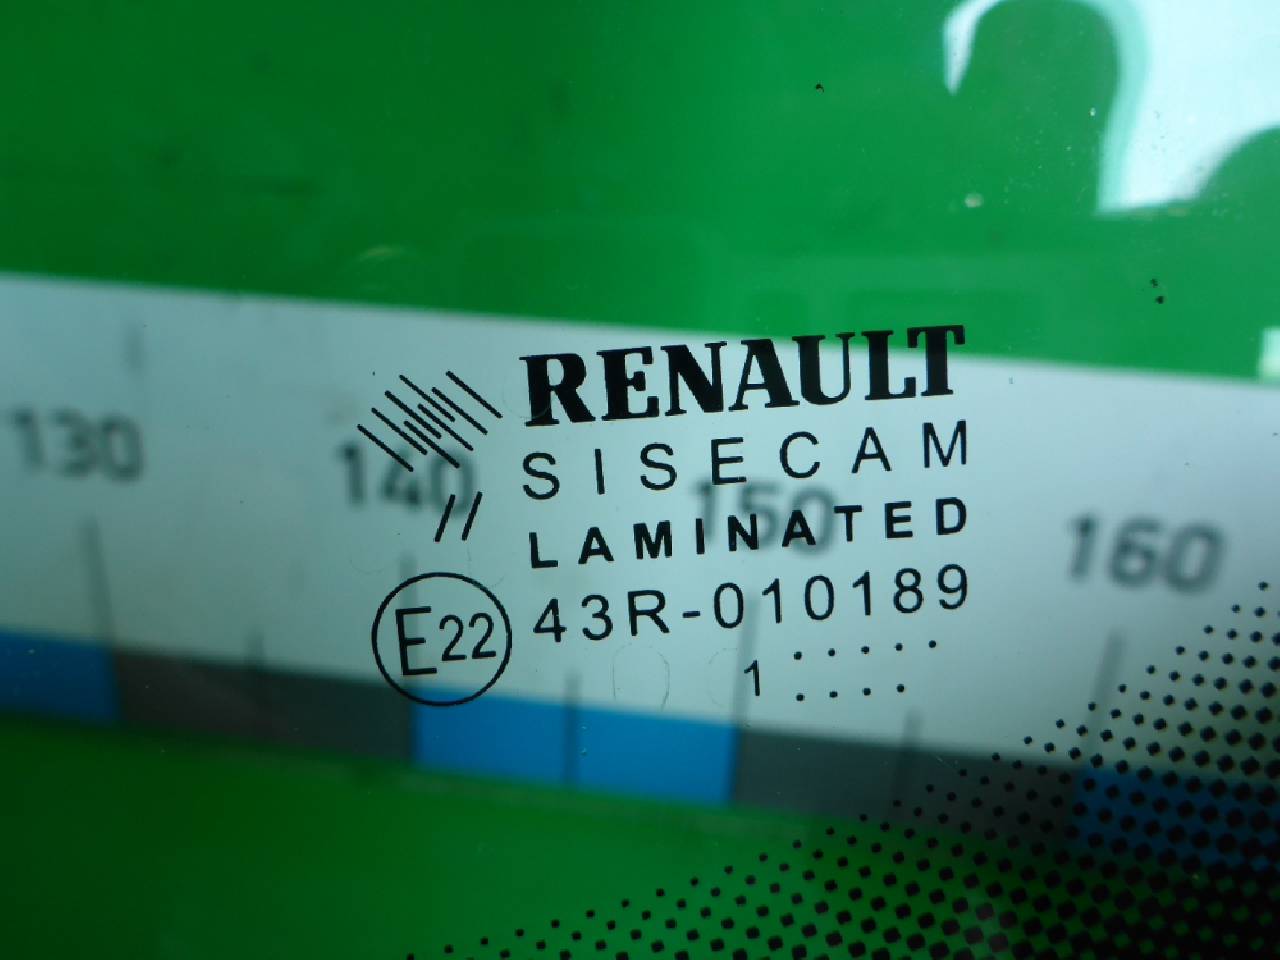 RENAULT
SISECAM
LAMINATED
E22 43R-010189
1 ..... ....
130 140 150 160